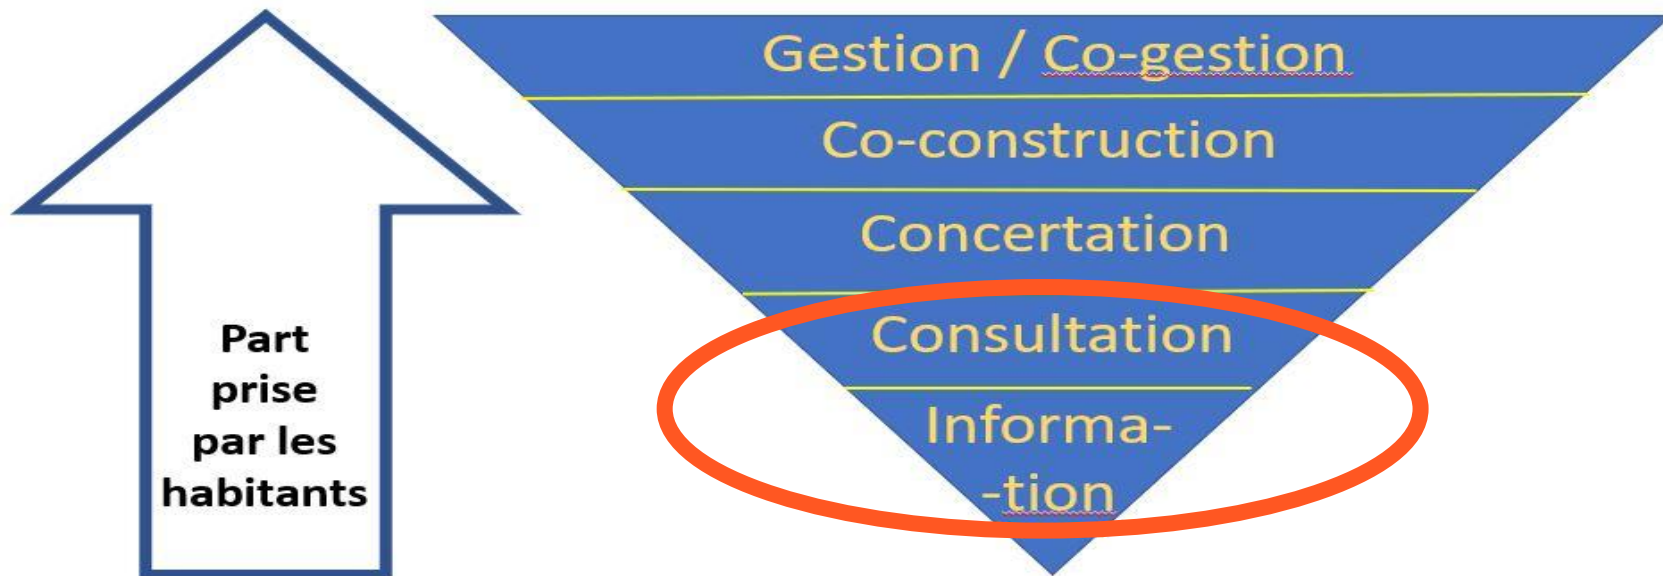 Part
prise
par les
habitants
Gestion / Co-gestion
Co-construction
Concertation
Consultation
Informa-
-tion